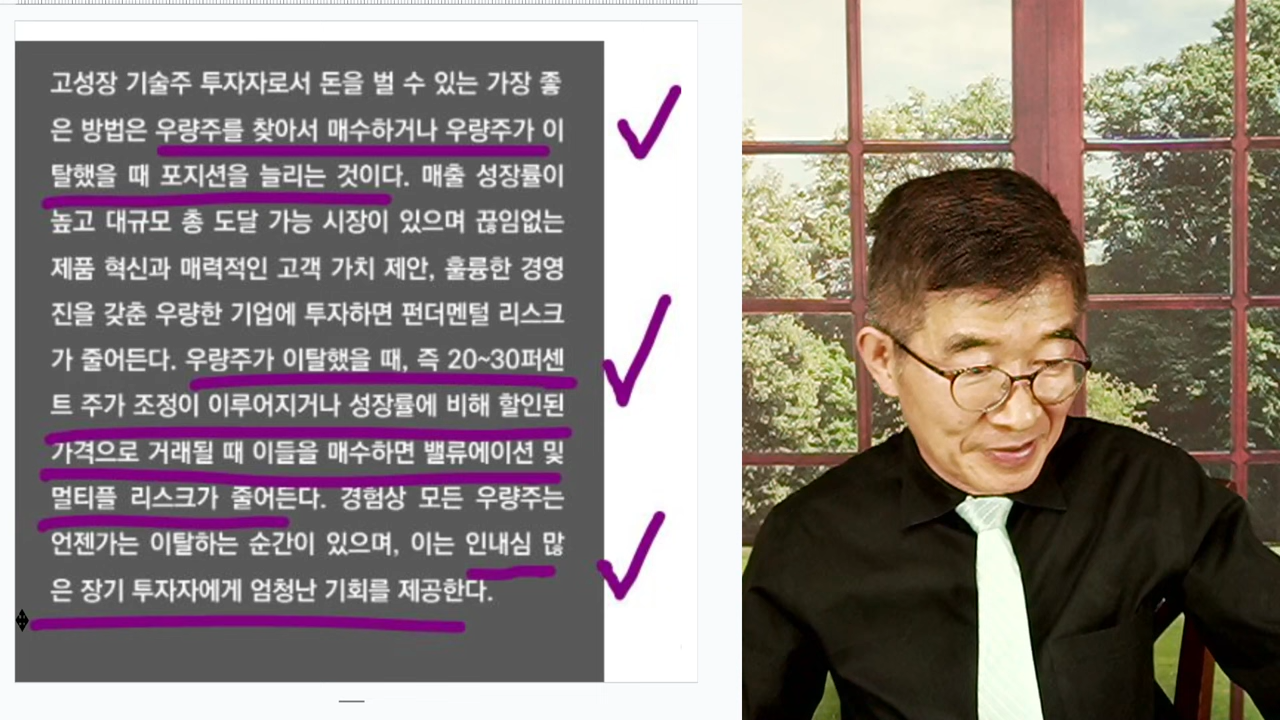 고성장 기술주 투자자로서 돈을 벌 수 있는 가장 좋
은 방법은 우량주를 찾아서 매수하거나 우량주가 이
탈했을 때 포지션을 늘리는 것이다. 매출 성장률이
높고 대규모 총 도달 가능 시장이 있으며 끊임없는
제품 혁신과 매력적인 고객 가치 제안, 훌륭한 경영
진을 갖춘 우량한 기업에 투자하면 펀더멘털 리스크
가 줄어든다. 우량주가 이탈했을 때, 즉 20~30퍼센
트 주가 조정이 이루어지거나 성장률에 비해 할인된
가격으로 거래될 때 이들을 매수하면 밸류에이션 및
멀티플 리스크가 줄어든다. 경험상 모든 우량주는
언젠가는 이탈하는 순간이 있으며, 이는 인내심 많
은 장기 투자자에게 엄청난 기회를 제공한다.